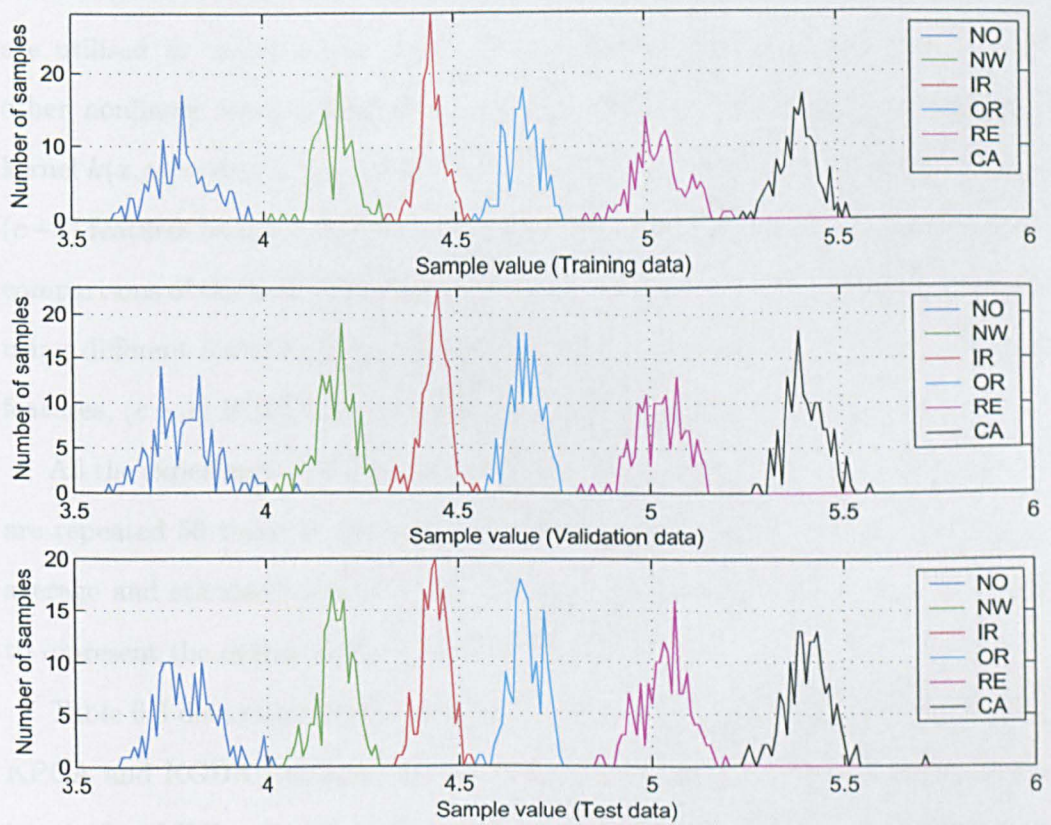 Number of samples
20
10
0
3.5 4 4.5 5 5.5 6
Sample value (Training data)
NO
NW
IR
OR
RE
CA
Number of samples
20
15
10
5
0
3.5 4 4.5 5 5.5 6
Sample value (Validation data)
NO
NW
IR
OR
RE
CA
are repeated
Number of samples
20
15
10
5
0
3.5 4 4.5 5 5.5 6
Sample value (Test data)
NO
NW
IR
OR
RE
CA